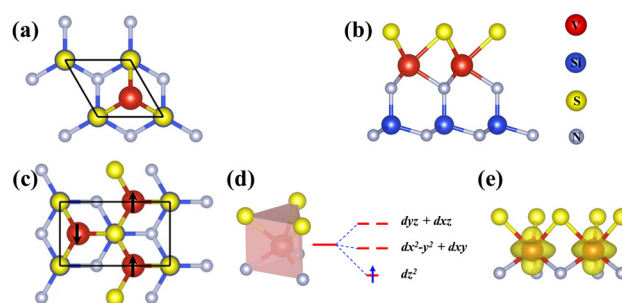 (a)
(b)
V
Si
S
N
(c)
(d)
dyz + dxz
dx²-y² + dxy
dz²
(e)